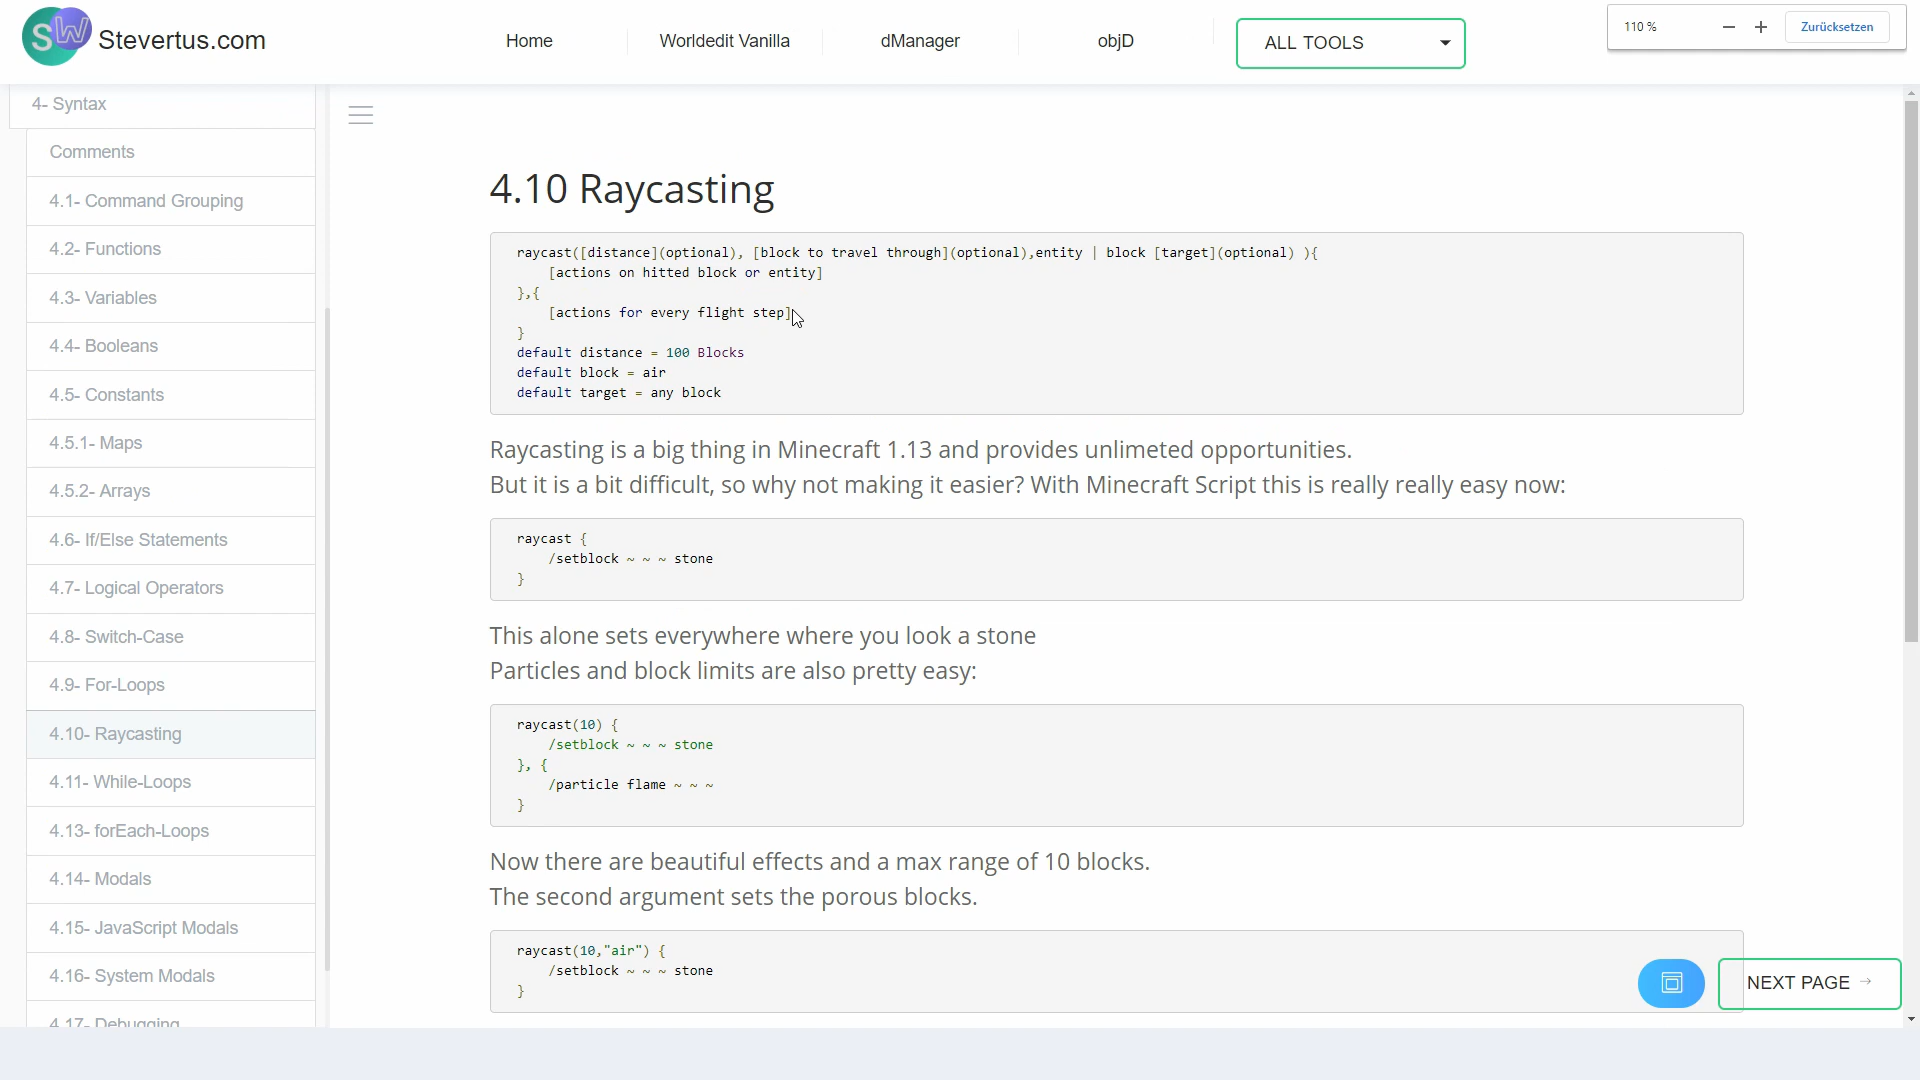 SW Stevertus.com
Home
Worldedit Vanilla
dManager
objD
ALL TOOLS
110 %
Zurücksetzen
4- Syntax
Comments
4.1- Command Grouping
4.2- Functions
4.3- Variables
4.4- Booleans
4.5- Constants
4.5.1- Maps
4.5.2- Arrays
4.6- If/Else Statements
4.7- Logical Operators
4.8- Switch-Case
4.9- For-Loops
4.10- Raycasting
4.11- While-Loops
4.13- forEach-Loops
4.14- Modals
4.15- JavaScript Modals
4.16- System Modals
4.17- Debugging
4.10 Raycasting
raycast([distance](optional), [block to travel through](optional),entity | block [target](optional) ){
[actions on hitted block or entity]
},{
[actions for every flight step]
}
default distance = 100 Blocks
default block = air
default target = any block
Raycasting is a big thing in Minecraft 1.13 and provides unlimeted opportunities.
But it is a bit difficult, so why not making it easier? With Minecraft Script this is really really easy now:
raycast {
/setblock ~ ~ ~ stone
}
This alone sets everywhere where you look a stone
Particles and block limits are also pretty easy:
raycast(10) {
/setblock ~ ~ ~ stone
}, {
/particle flame ~ ~ ~
}
Now there are beautiful effects and a max range of 10 blocks.
The second argument sets the porous blocks.
raycast(10,"air") {
/setblock ~ ~ ~ stone
}
NEXT PAGE →